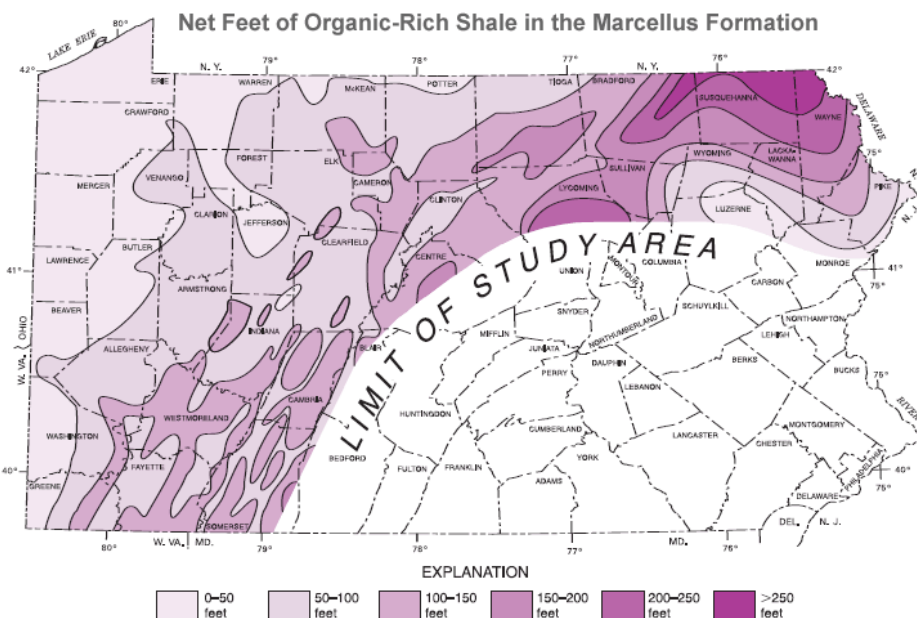 Net Feet of Organic-Rich Shale in the Marcellus Formation
80°
LAKE ERIE
79°
N. Y.
78°
77°
N. Y.
76°
42°
42°
ERIE
WARREN
McKEAN
POTTER
TIOGA
BRADFORD
SUSQUEHANNA
WAYNE
DELAWARE
CRAWFORD
FOREST
ELK
CAMERON
SULLIVAN
WYOMING
LACKA-
WANNA
75°
MERCER
VENANGO
CLINTON
LYCOMING
PIKE
N. J.
CLARION
JEFFERSON
LUZERNE
CLEARFIELD
LAWRENCE
BUTLER
CENTRE
LIMIT OF STUDY AREA
UNION
MONTOUR
COLUMBIA
MONROE
41°
41°
75°
CARBON
ARMSTRONG
BEAVER
SNYDER
SCHUYLKILL
NORTHAMPTON
OHIO
INDIANA
MIFFLIN
NORTHUMBERLAND
LEHIGH
ALLEGHENY
BLAIR
JUNIATA
PERRY
DAUPHIN
BERKS
BUCKS
W. VA.
CAMBRIA
LEBANON
75°
WESTMORELAND
HUNTINGDON
RIVER
WASHINGTON
CUMBERLAND
LANCASTER
MONTGOMERY
CHESTER
BEDFORD
YORK
PHILADELPHIA
40°
40°
75°
FAYETTE
FULTON
FRANKLIN
ADAMS
GREENE
DELAWARE
SOMERSET
DEL.
N. J.
80°
W. VA.
MD.
79°
78°
77°
MD.
76°
EXPLANATION
0–50
feet
50–100
feet
100–150
feet
150–200
feet
200–250
feet
>250
feet